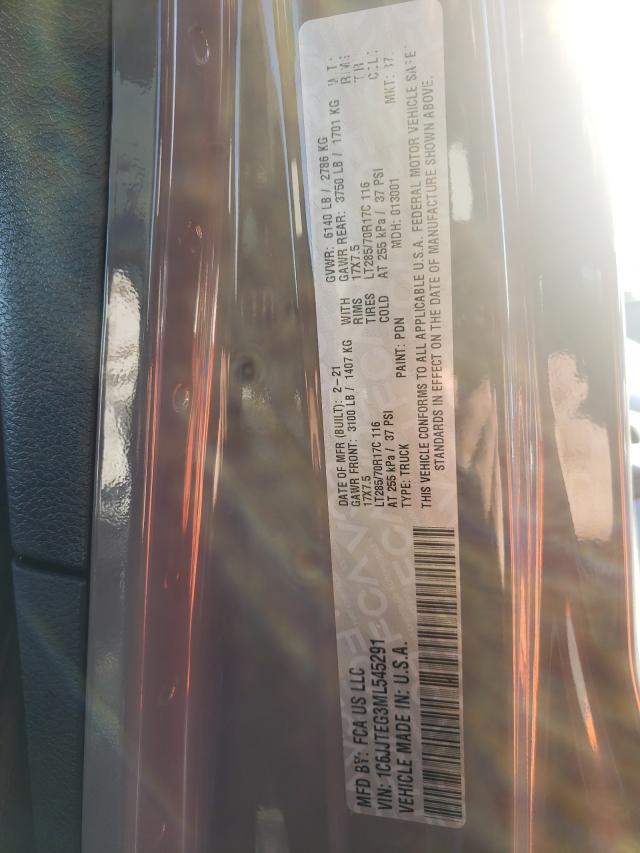 MFD BY: FCA US LLC
VIN: 1C6JJTEG3ML545291
VEHICLE MADE IN: U.S.A.
DATE OF MFR (BUILT): 2-21 GVWR: 6140 LB / 2786 KG
GAWR FRONT: 3100 LB / 1407 KG WITH GAWR REAR: 3750 LB / 1701 KG
17X7.5 RIMS 17X7.5
LT285/70R17C 116 TIRES LT285/70R17C 116
AT 255 kPa / 37 PSI COLD AT 255 kPa / 37 PSI
TYPE: TRUCK PAINT: PDN MDH: 013001 MKT:
THIS VEHICLE CONFORMS TO ALL APPLICABLE U.S.A. FEDERAL MOTOR VEHICLE
STANDARDS IN EFFECT ON THE DATE OF MANUFACTURE SHOWN ABOVE.